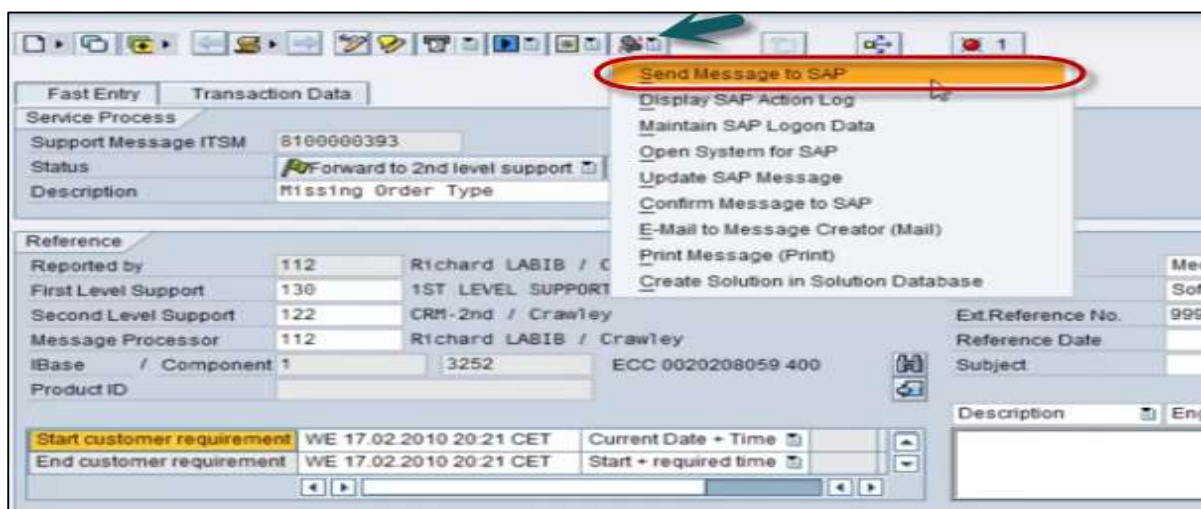 1
Send Message to SAP
Display SAP Action Log
Maintain SAP Logon Data
Open System for SAP
Update SAP Message
Confirm Message to SAP
E-Mail to Message Creator (Mail)
Print Message (Print)
Create Solution in Solution Database
Fast Entry Transaction Data
Service Process
Support Message ITSM 8100000393
Status Forward to 2nd level support
Description Missing Order Type
Reference
Reported by 112 Richard LABIB / C
First Level Support 130 1ST LEVEL SUPPORT
Second Level Support 122 CRM-2nd / Crawley Ext.Reference No. 999
Message Processor 112 Richard LABIB / Crawley Reference Date
IBase / Component 1 3252 ECC 0020208059 400 Subject
Product ID
Description Eng
Start customer requirement WE 17.02.2010 20:21 CET Current Date + Time
End customer requirement WE 17.02.2010 20:21 CET Start + required time